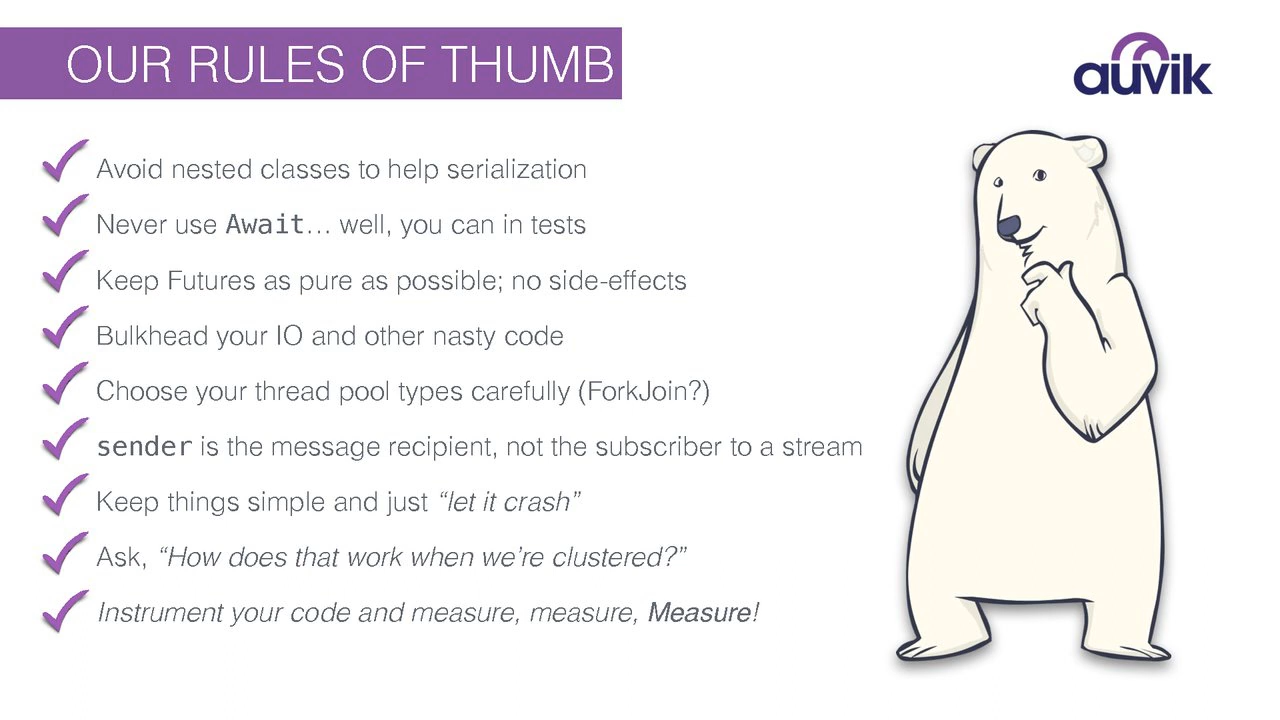 OUR RULES OF THUMB
auvik
Avoid nested classes to help serialization
Never use Await… well, you can in tests
Keep Futures as pure as possible; no side-effects
Bulkhead your IO and other nasty code
Choose your thread pool types carefully (ForkJoin?)
sender is the message recipient, not the subscriber to a stream
Keep things simple and just “let it crash”
Ask, “How does that work when we’re clustered?”
Instrument your code and measure, measure, Measure!